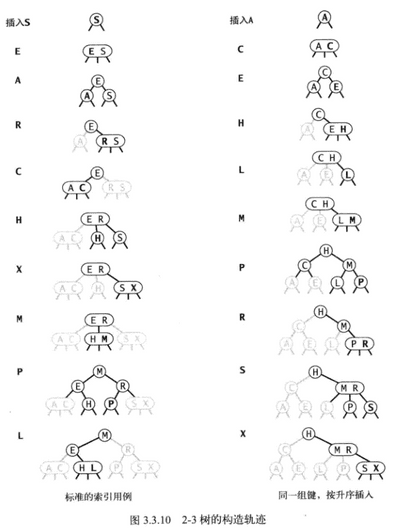 插入S
S
E
E S
A
E
A S
R
E
A R S
C
E
A C R S
H
E R
A C H S
X
E R
A C H S X
M
E R
A C H M S X
P
M
E R
A C H P S X
L
M
E R
A C H L P S X
标准的索引用例
插入A
A
C
A C
E
C
A E
H
C
A E H
L
C H
A E L
M
C H
A E L M
P
H
C M
A E L P
R
H
C M
A E L P R
S
H
C M R
A E L P S
X
H
C M R
A E L P S X
同一组键，按升序插入
图 3.3.10 2-3 树的构造轨迹